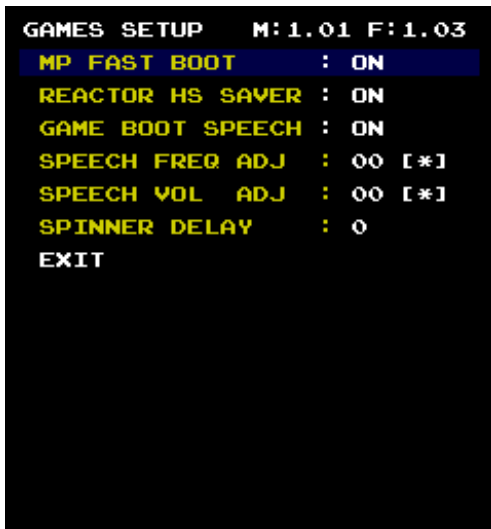 GAMES SETUP M:1.01 F:1.03
MP FAST BOOT : ON
REACTOR HS SAVER : ON
GAME BOOT SPEECH : ON
SPEECH FREQ ADJ : 00 [*]
SPEECH VOL ADJ : 00 [*]
SPINNER DELAY : 0
EXIT